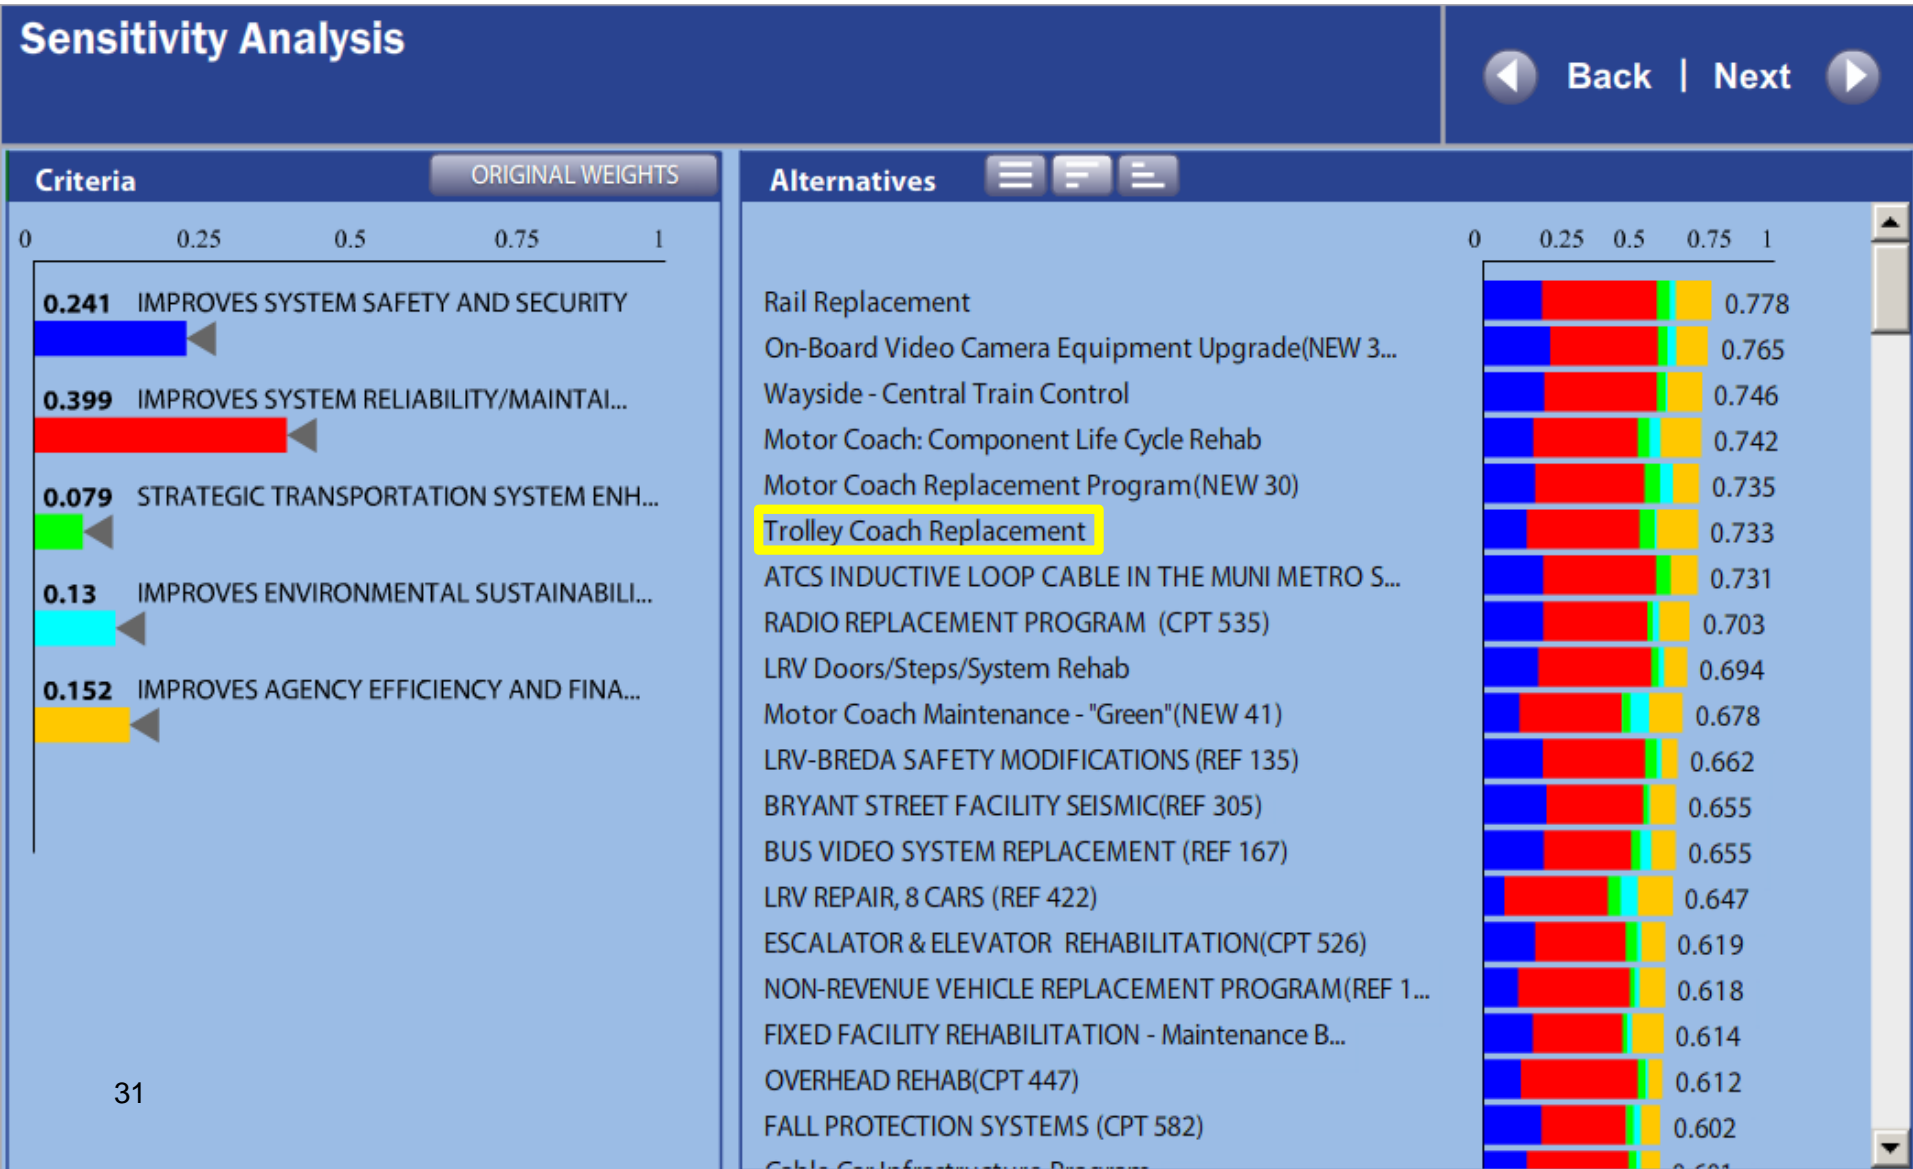 Sensitivity Analysis
Back | Next
Criteria
ORIGINAL WEIGHTS
0 0.25 0.5 0.75 1
0.241 IMPROVES SYSTEM SAFETY AND SECURITY
0.399 IMPROVES SYSTEM RELIABILITY/MAINTAI...
0.079 STRATEGIC TRANSPORTATION SYSTEM ENH...
0.13 IMPROVES ENVIRONMENTAL SUSTAINABILI...
0.152 IMPROVES AGENCY EFFICIENCY AND FINA...
31
Alternatives
0 0.25 0.5 0.75 1
Rail Replacement 0.778
On-Board Video Camera Equipment Upgrade(NEW 3... 0.765
Wayside - Central Train Control 0.746
Motor Coach: Component Life Cycle Rehab 0.742
Motor Coach Replacement Program(NEW 30) 0.735
Trolley Coach Replacement 0.733
ATCS INDUCTIVE LOOP CABLE IN THE MUNI METRO S... 0.731
RADIO REPLACEMENT PROGRAM (CPT 535) 0.703
LRV Doors/Steps/System Rehab 0.694
Motor Coach Maintenance - "Green"(NEW 41) 0.678
LRV-BREDA SAFETY MODIFICATIONS (REF 135) 0.662
BRYANT STREET FACILITY SEISMIC(REF 305) 0.655
BUS VIDEO SYSTEM REPLACEMENT (REF 167) 0.655
LRV REPAIR, 8 CARS (REF 422) 0.647
ESCALATOR & ELEVATOR REHABILITATION(CPT 526) 0.619
NON-REVENUE VEHICLE REPLACEMENT PROGRAM(REF 1... 0.618
FIXED FACILITY REHABILITATION - Maintenance B... 0.614
OVERHEAD REHAB(CPT 447) 0.612
FALL PROTECTION SYSTEMS (CPT 582) 0.602
Cable Car Infrastructure Program 0.601